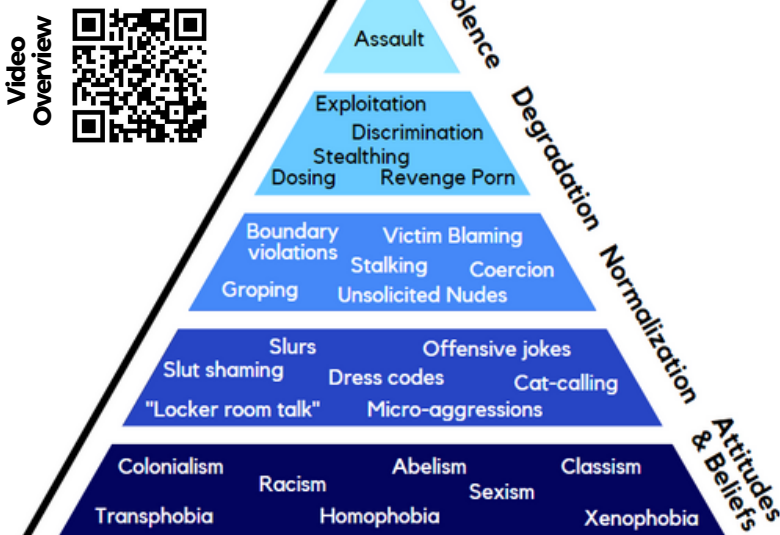 Video
Overview
Assault
Exploitation
Discrimination
Stealthing
Dosing Revenge Porn
Boundary
violations
Victim Blaming
Stalking
Coercion
Groping
Unsolicited Nudes
Slurs
Offensive jokes
Slut shaming
Dress codes
Cat-calling
"Locker room talk"
Micro-aggressions
Colonialism
Abelism
Classism
Racism
Sexism
Transphobia
Homophobia
Xenophobia
olence
Degradation
Normalization
Attitudes
& Beliefs